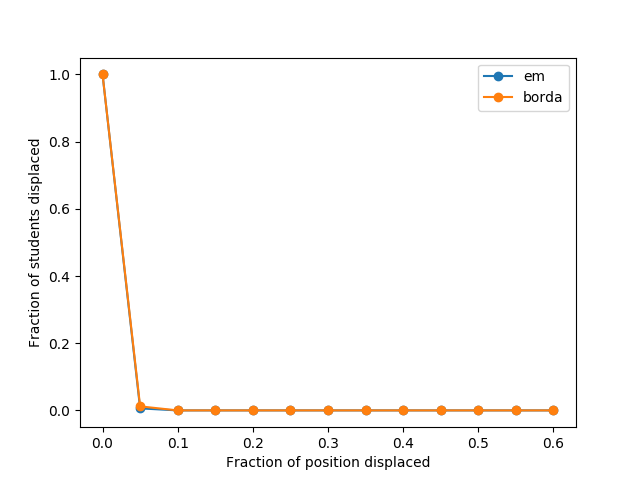 em
borda
1.0
0.8
0.6
0.4
0.2
0.0
Fraction of students displaced
0.0 0.1 0.2 0.3 0.4 0.5 0.6
Fraction of position displaced